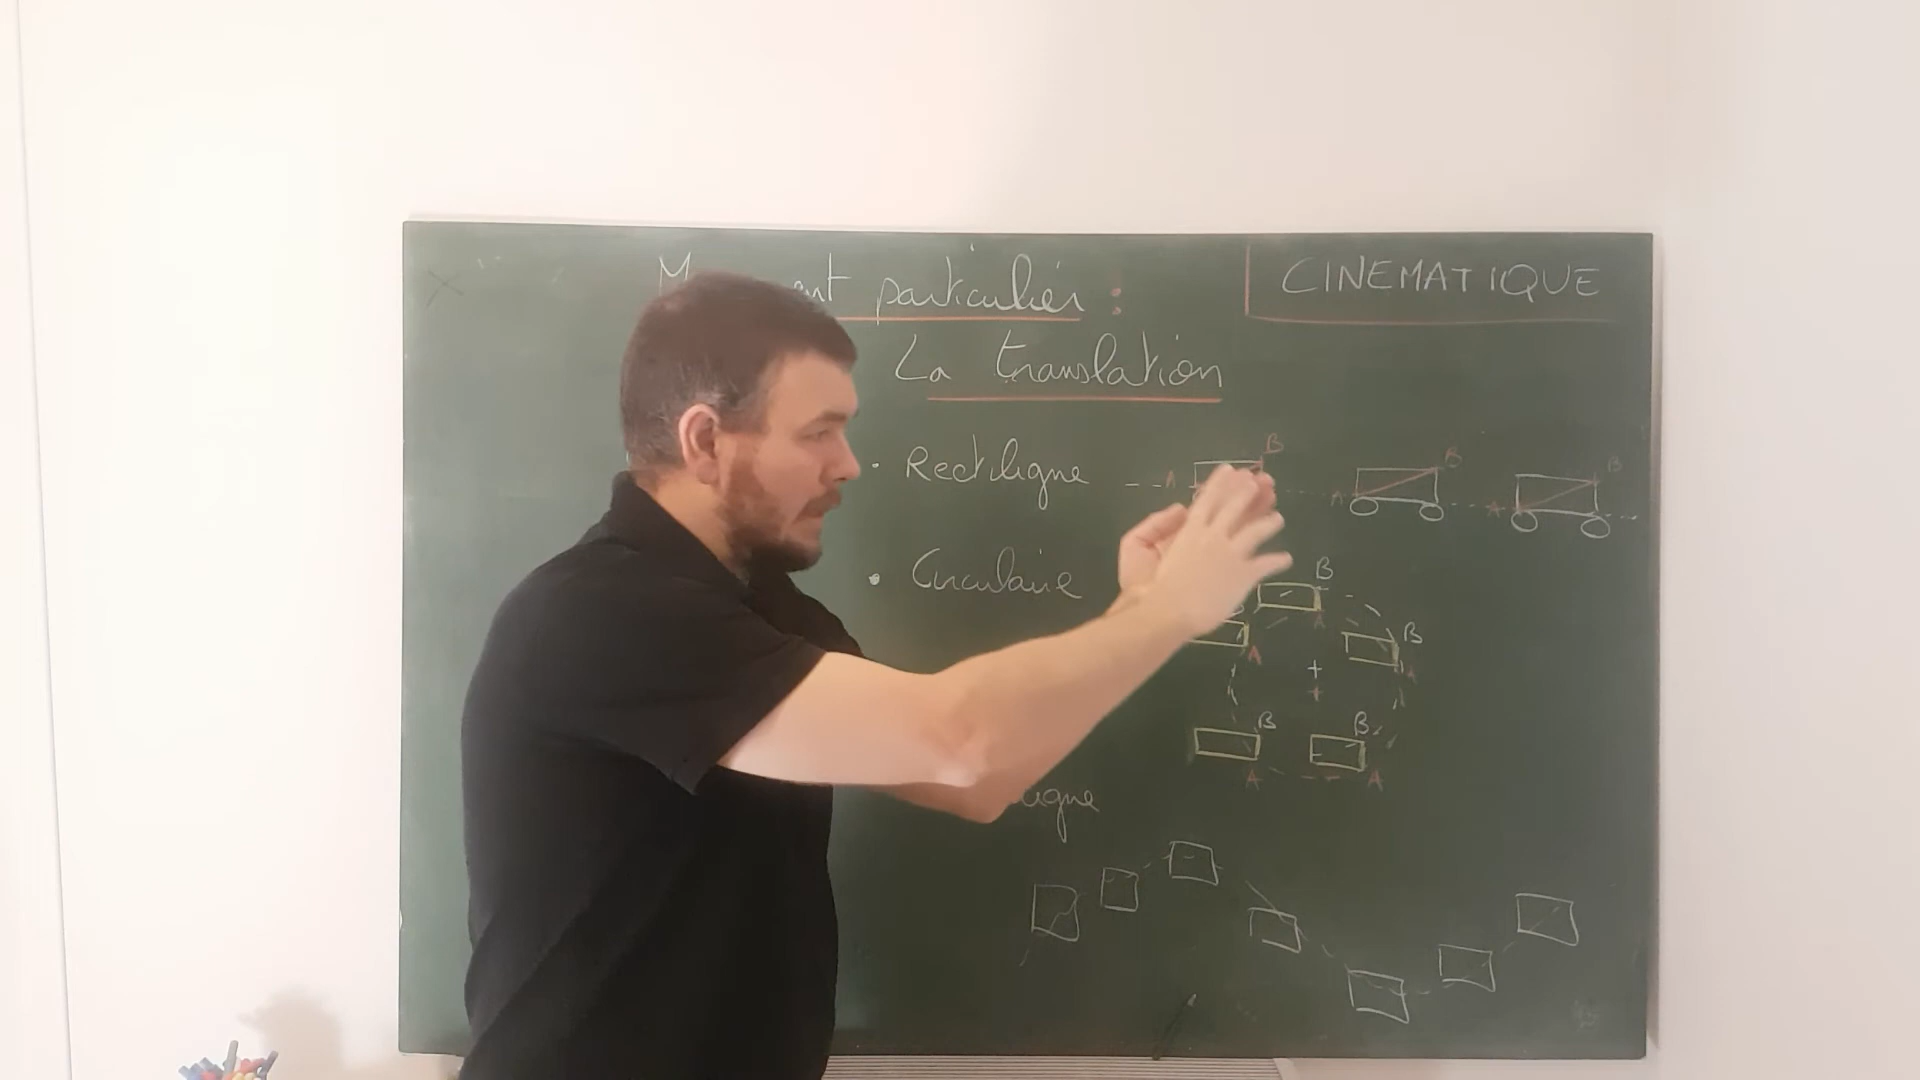 particulier :
CINEMATIQUE
La translation
• Rectiligne
A B A B A B
• Circulaire
B
A
B
A
A
B
B
A
A